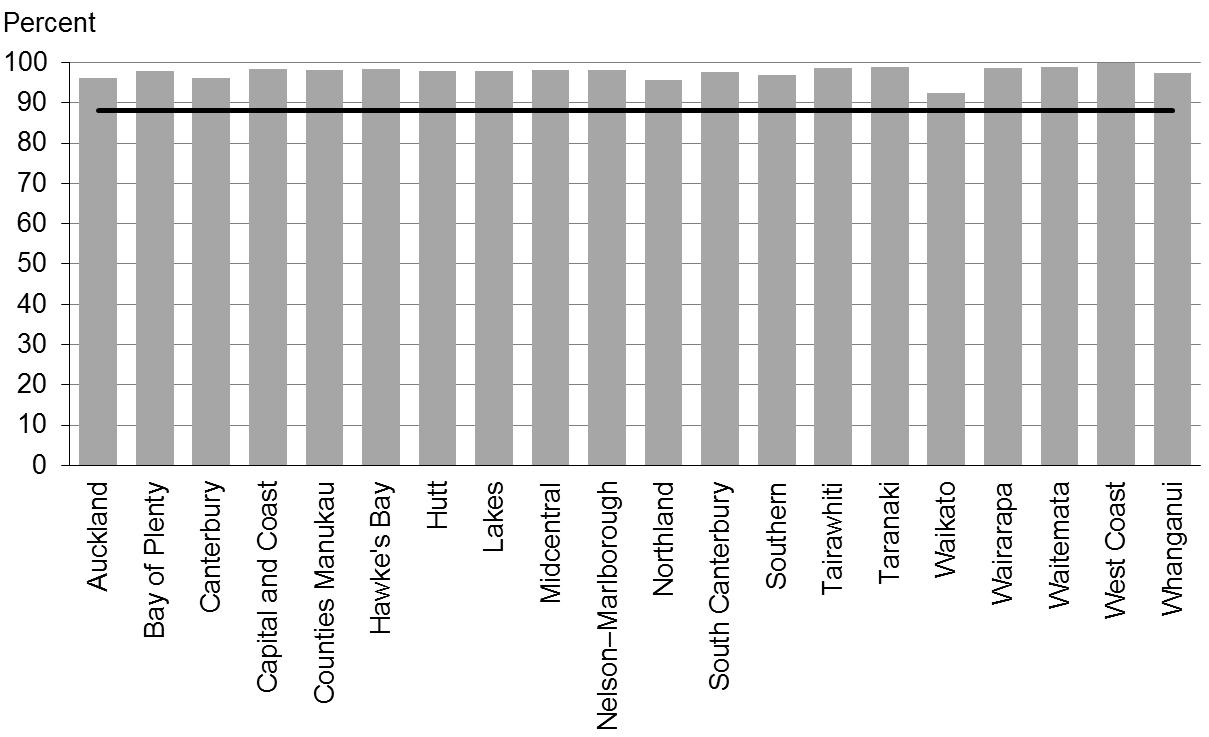 Percent
100
90
80
70
60
50
40
30
20
10
0
Auckland
Bay of Plenty
Canterbury
Capital and Coast
Counties Manukau
Hawke's Bay
Hutt
Lakes
Midcentral
Nelson–Marlborough
Northland
South Canterbury
Southern
Tairawhiti
Taranaki
Waikato
Wairarapa
Waitemata
West Coast
Whanganui